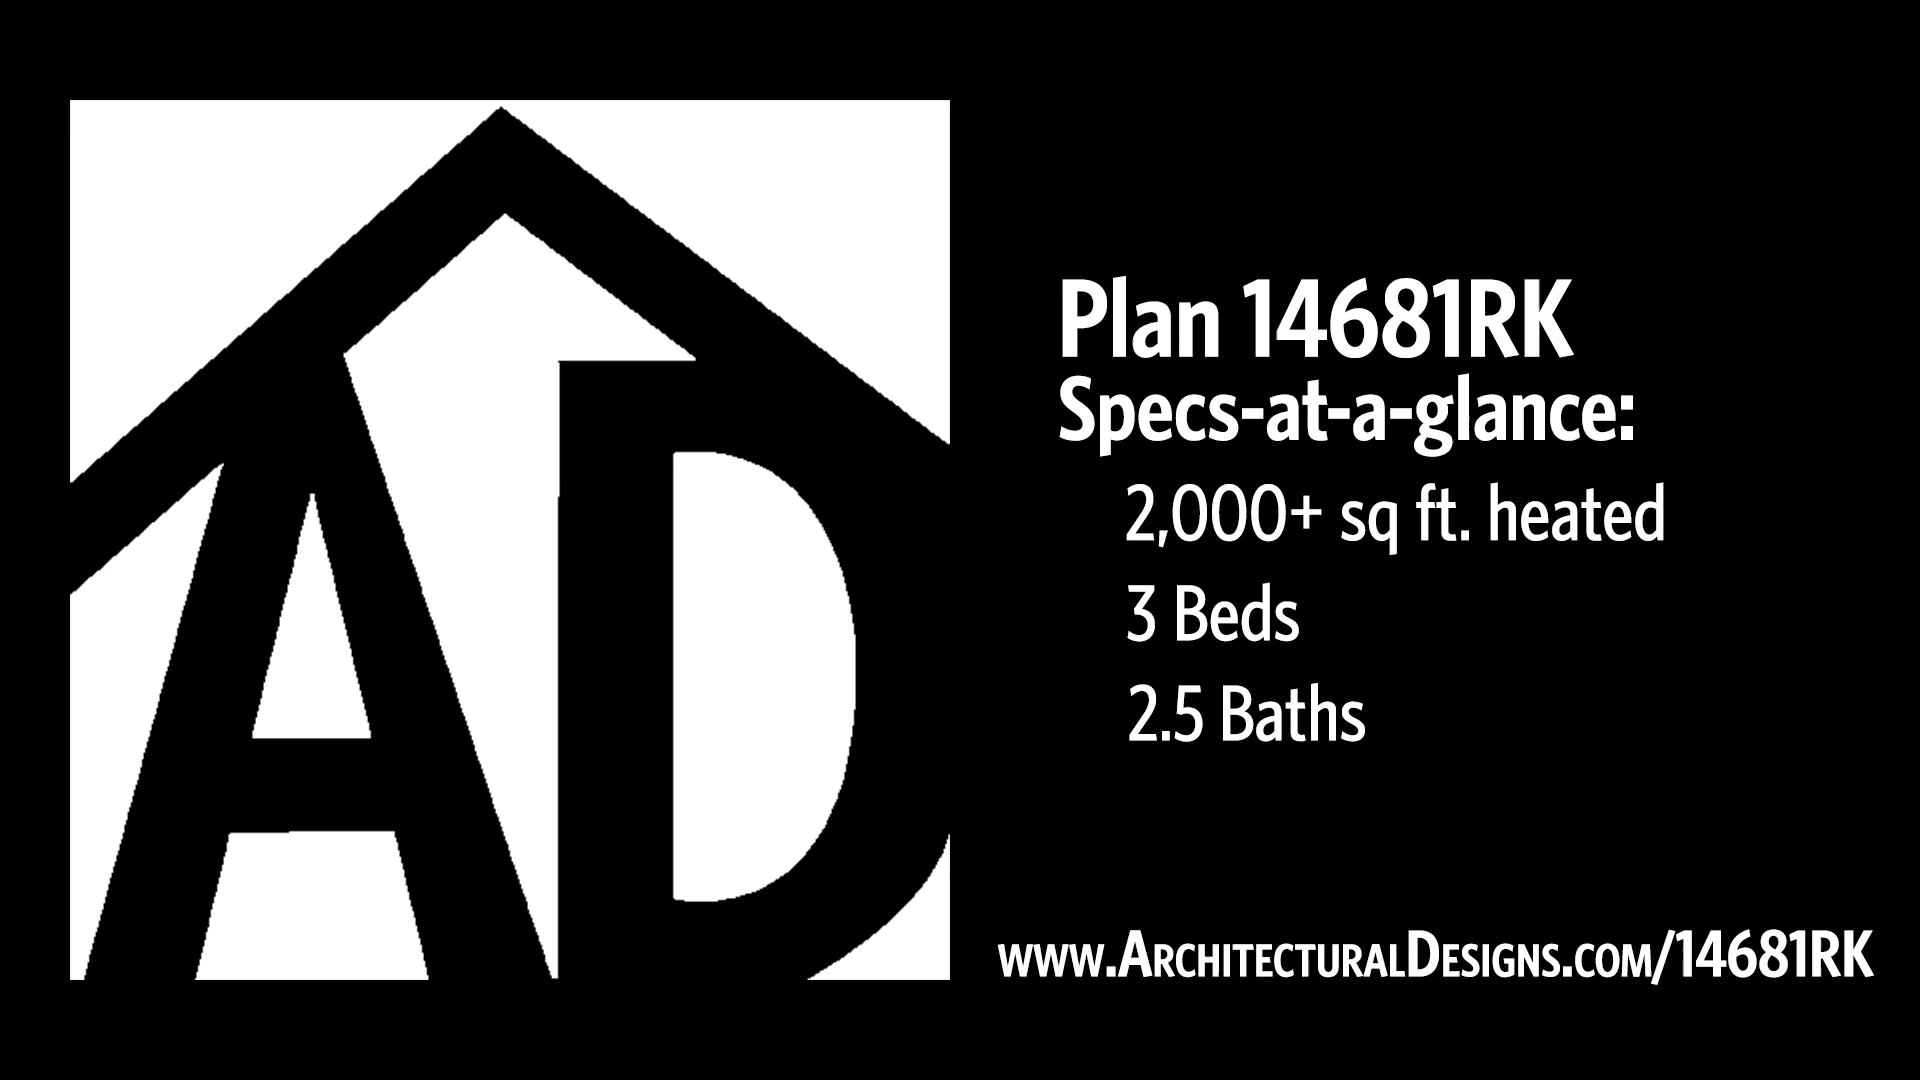 AD
Plan 14681RK
Specs-at-a-glance:
2,000+ sq ft. heated
3 Beds
2.5 Baths
www.ArchitecturalDesigns.com/14681RK